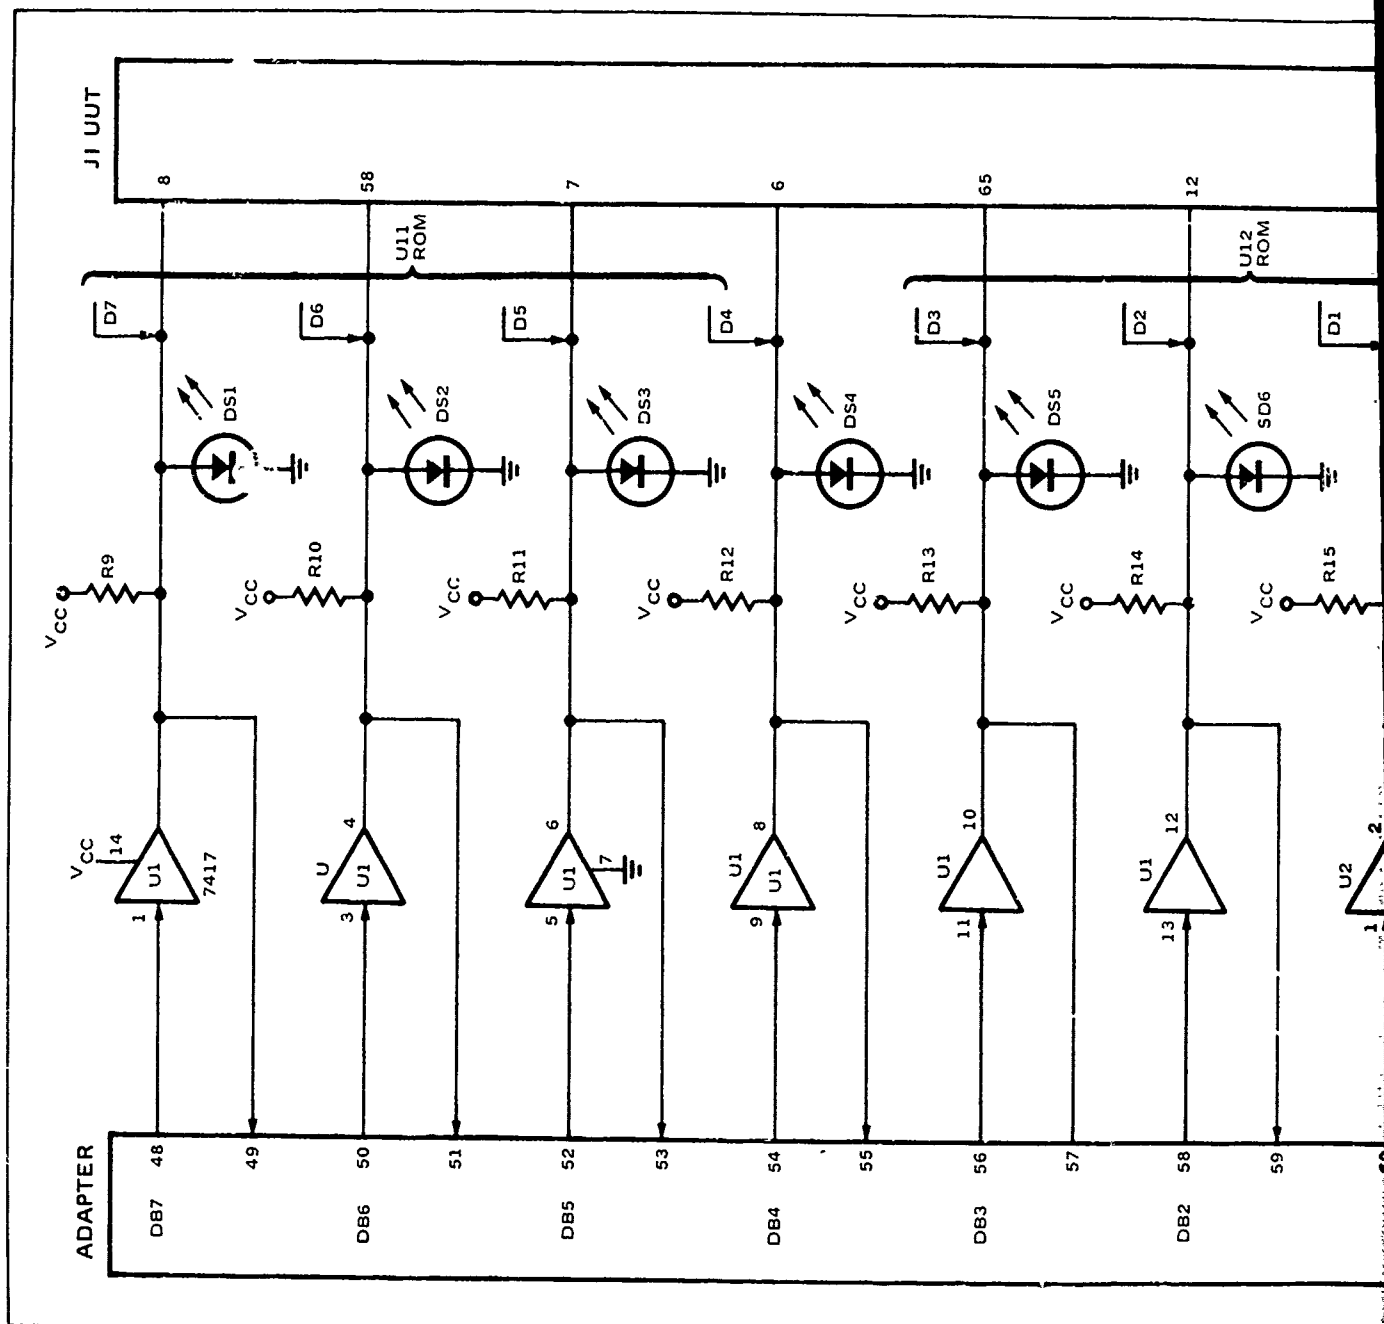 J1 UUT
8
58
7
6
65
12
U11
ROM
U12
ROM
D7
D6
D5
D4
D3
D2
D1
DS1
DS2
DS3
DS4
DS5
SD6
VCC
R9
VCC
R10
VCC
R11
VCC
R12
VCC
R13
VCC
R14
VCC
R15
VCC
14
1
U1
7417
U
3
U1
4
5
U1
6
7
U1
9
U1
8
U1
11
10
U1
13
12
U2
1
2
ADAPTER
48
49
50
51
52
53
54
55
56
57
58
59
DB7
DB6
DB5
DB4
DB3
DB2